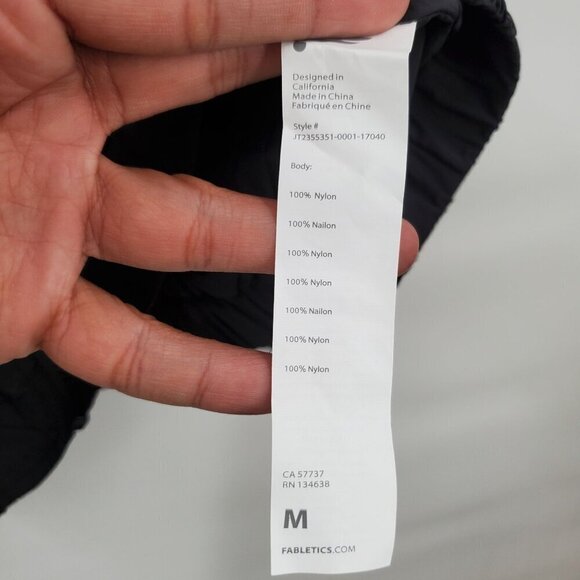 Designed in
California
Made in China
Fabriqué en Chine
Style #
JT2355351-0001-17040
Body:
100% Nylon
100% Nailon
100% Nylon
100% Nylon
100% Nailon
100% Nylon
100% Nylon
CA 57737
RN 134638
M
FABLETICS.COM